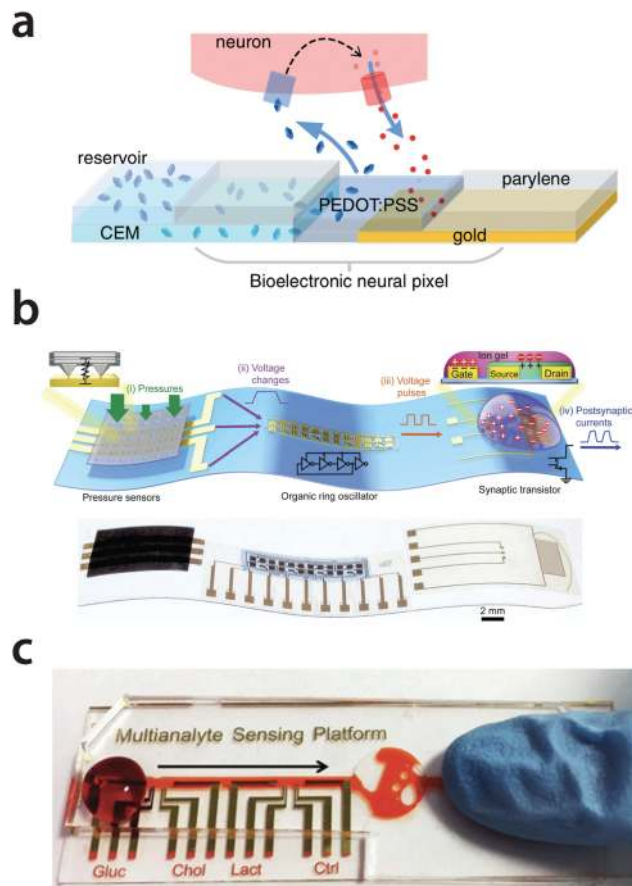 a
neuron
reservoir
PEDOT:PSS
parylene
CEM
gold
Bioelectronic neural pixel
b
(i) Pressures
(ii) Voltage
changes
(iii) Voltage
pulses
Ion gel
Gate
Source
Drain
(iv) Postsynaptic
currents
Pressure sensors
Organic ring oscillator
Synaptic transistor
2 mm
c
Multianalyte Sensing Platform
Gluc Chol Lact Ctrl